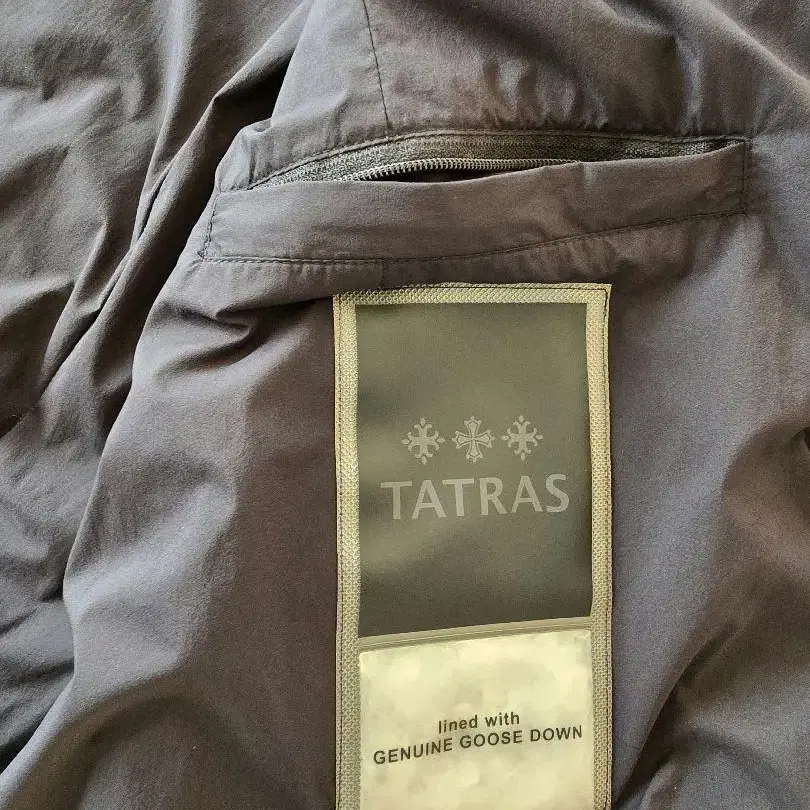 TATRAS
lined with
GENUINE GOOSE DOWN